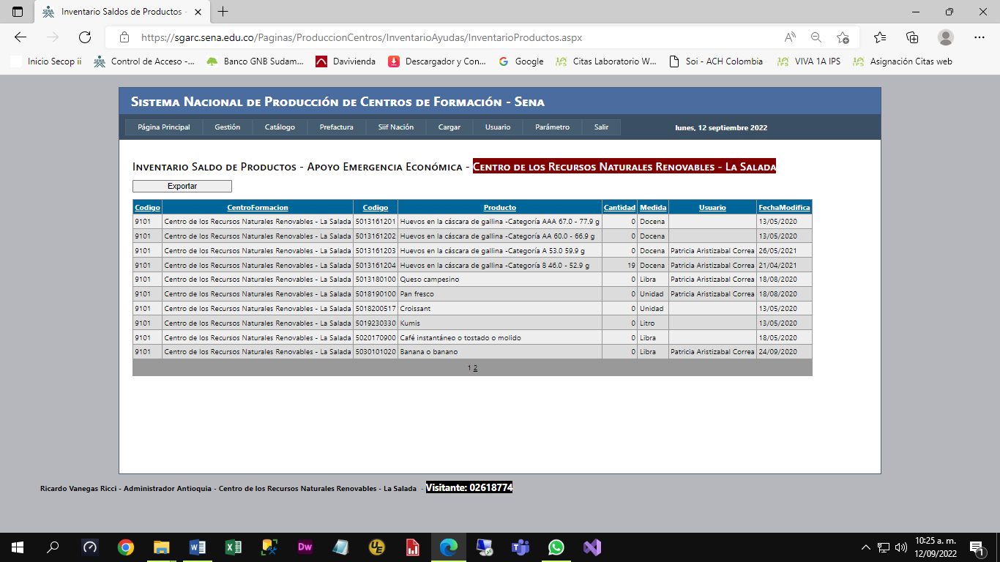 Inventario Saldos de Productos -
https://sgarc.sena.edu.co/Paginas/ProduccionCentros/InventarioAyudas/InventarioProductos.aspx
Inicio Secop ii Control de Acceso -... Banco GNB Sudam... Davivienda Descargador y Con... Google Citas Laboratorio W... Soi - ACH Colombia VIVA 1A IPS Asignación Citas web
Sistema Nacional de Producción de Centros de Formación - Sena
Página Principal Gestión Catálogo Prefactura Siif Nación Cargar Usuario Parámetro Salir lunes, 12 septiembre 2022
Inventario Saldo de Productos - Apoyo Emergencia Económica - Centro de los Recursos Naturales Renovables - La Salada
Exportar
Codigo CentroFormacion Codigo Producto Cantidad Medida Usuario FechaModifica
9101 Centro de los Recursos Naturales Renovables - La Salada 5013161201 Huevos en la cáscara de gallina -Categoría AAA 67.0 - 77.9 g 0 Docena 13/05/2020
9101 Centro de los Recursos Naturales Renovables - La Salada 5013161202 Huevos en la cáscara de gallina -Categoría AA 60.0 - 66.9 g 0 Docena 13/05/2020
9101 Centro de los Recursos Naturales Renovables - La Salada 5013161203 Huevos en la cáscara de gallina -Categoría A 53.0 59.9 g 0 Docena Patricia Aristizabal Correa 26/05/2021
9101 Centro de los Recursos Naturales Renovables - La Salada 5013161204 Huevos en la cáscara de gallina -Categoría B 46.0 - 52.9 g 19 Docena Patricia Aristizabal Correa 21/04/2021
9101 Centro de los Recursos Naturales Renovables - La Salada 5013180100 Queso campesino 0 Libra Patricia Aristizabal Correa 18/08/2020
9101 Centro de los Recursos Naturales Renovables - La Salada 5018190100 Pan fresco 0 Unidad Patricia Aristizabal Correa 18/08/2020
9101 Centro de los Recursos Naturales Renovables - La Salada 5018200517 Croissant 0 Unidad 13/05/2020
9101 Centro de los Recursos Naturales Renovables - La Salada 5019230330 Kumis 0 Litro 13/05/2020
9101 Centro de los Recursos Naturales Renovables - La Salada 5020170900 Café instantáneo o tostado o molido 0 Libra 18/05/2020
9101 Centro de los Recursos Naturales Renovables - La Salada 5030101020 Banana o banano 0 Libra Patricia Aristizabal Correa 24/09/2020
1 2
Ricardo Vanegas Ricci - Administrador Antioquia - Centro de los Recursos Naturales Renovables - La Salada - Visitante: 02618774
10:25 a. m.
12/09/2022